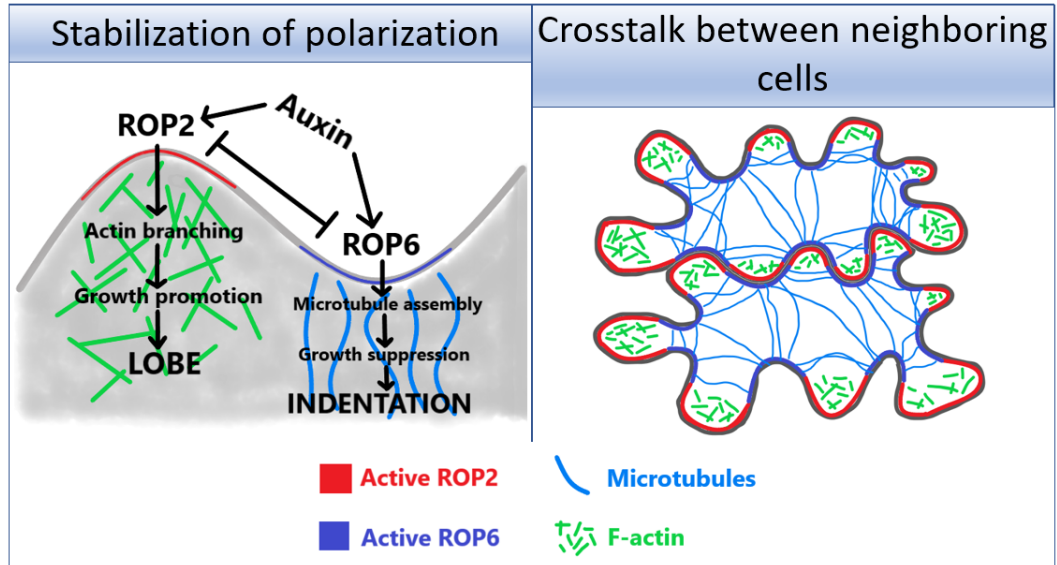 Stabilization of polarization
Crosstalk between neighboring
cells
Auxin
ROP2
ROP6
Actin branching
Growth promotion
LOBE
Microtubule assembly
Growth suppression
INDENTATION
Active ROP2
Microtubules
Active ROP6
F-actin